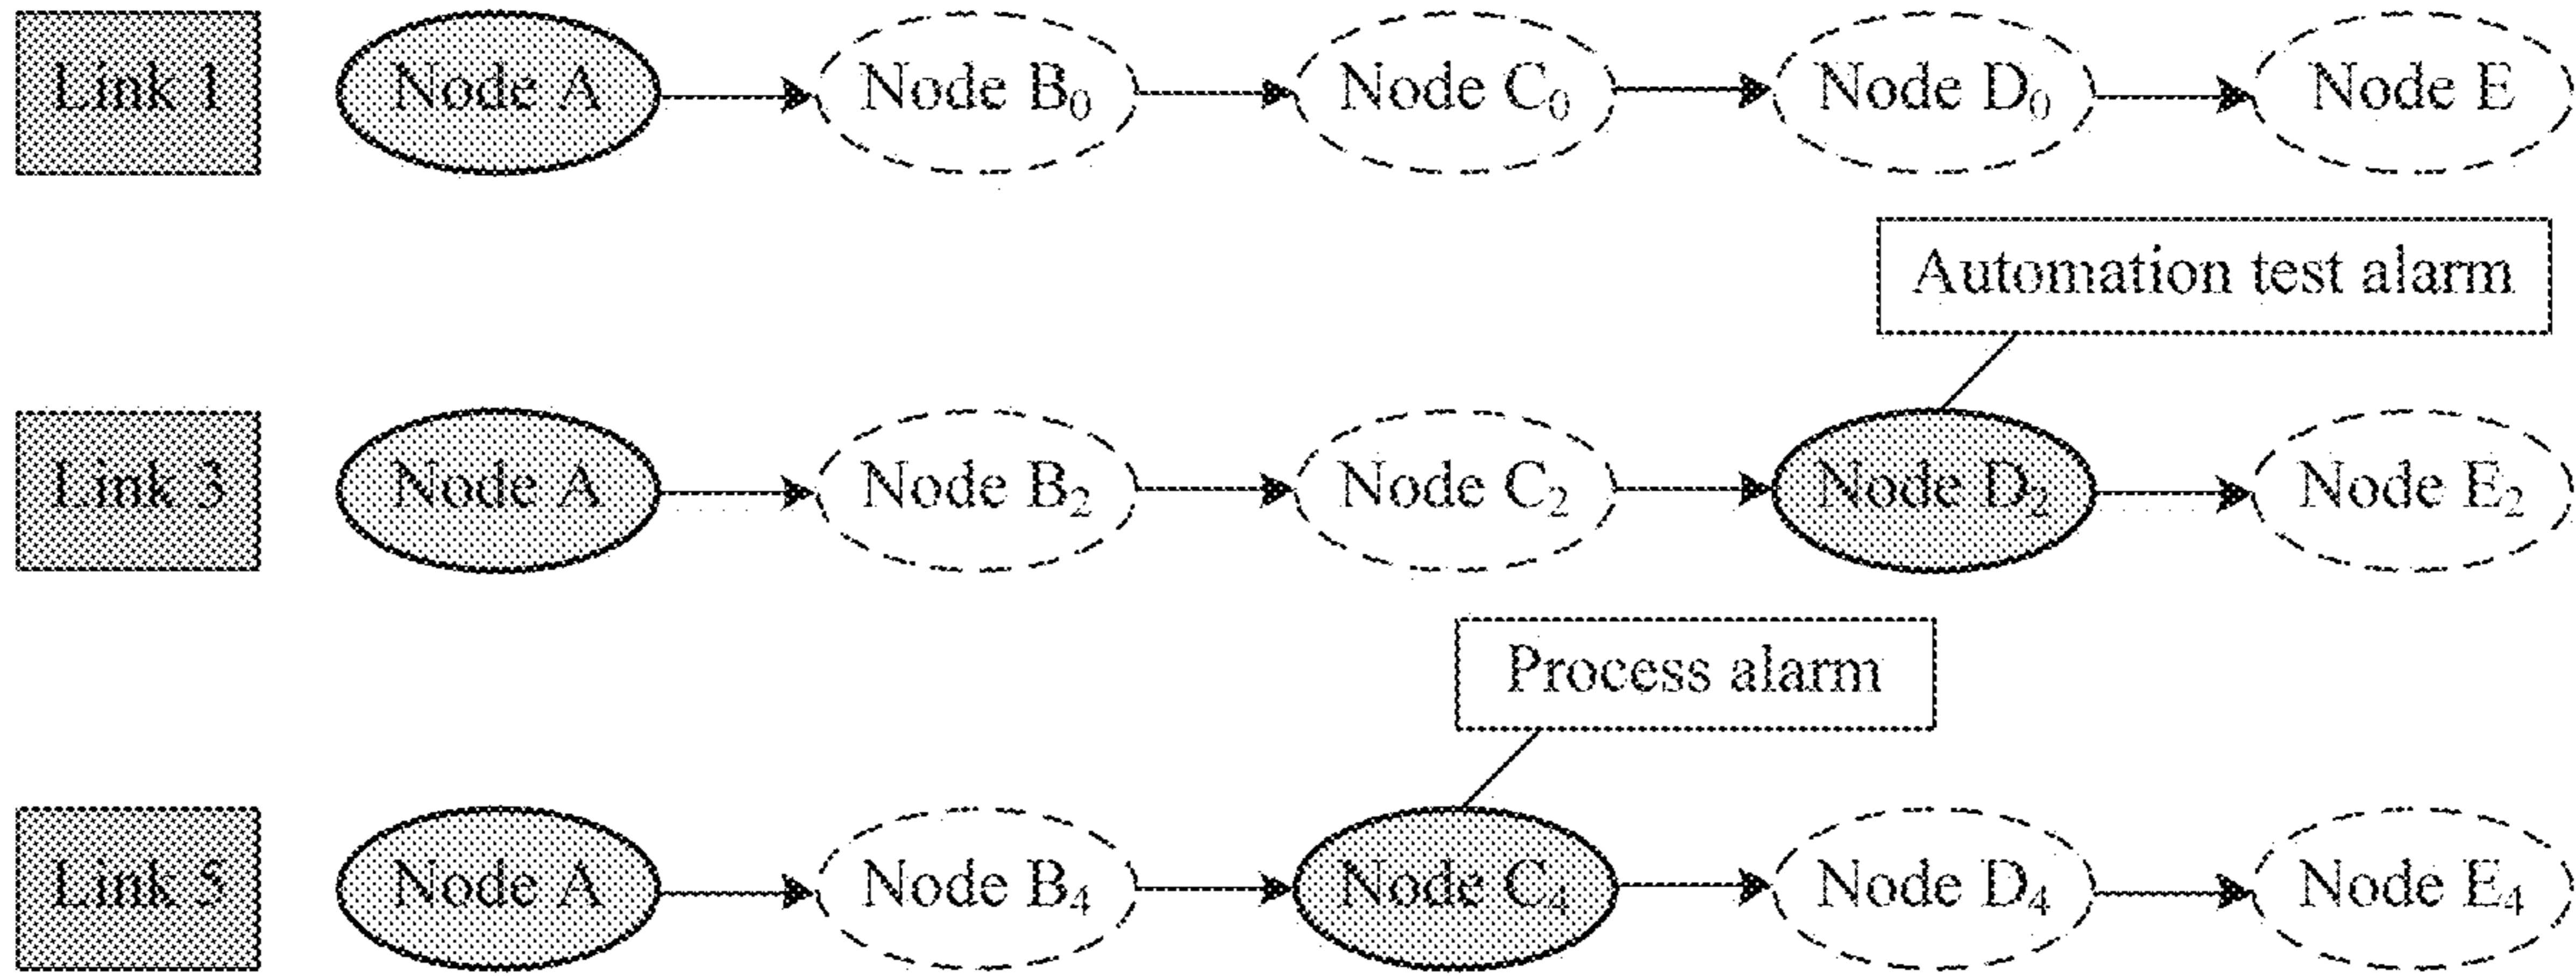 Link 1 Node A Node B₀ Node C₀ Node D₀ Node E
Automation test alarm
Link 3 Node A Node B₂ Node C₂ Node D₂ Node E₂
Process alarm
Link 5 Node A Node B₄ Node C₄ Node D₄ Node E₄